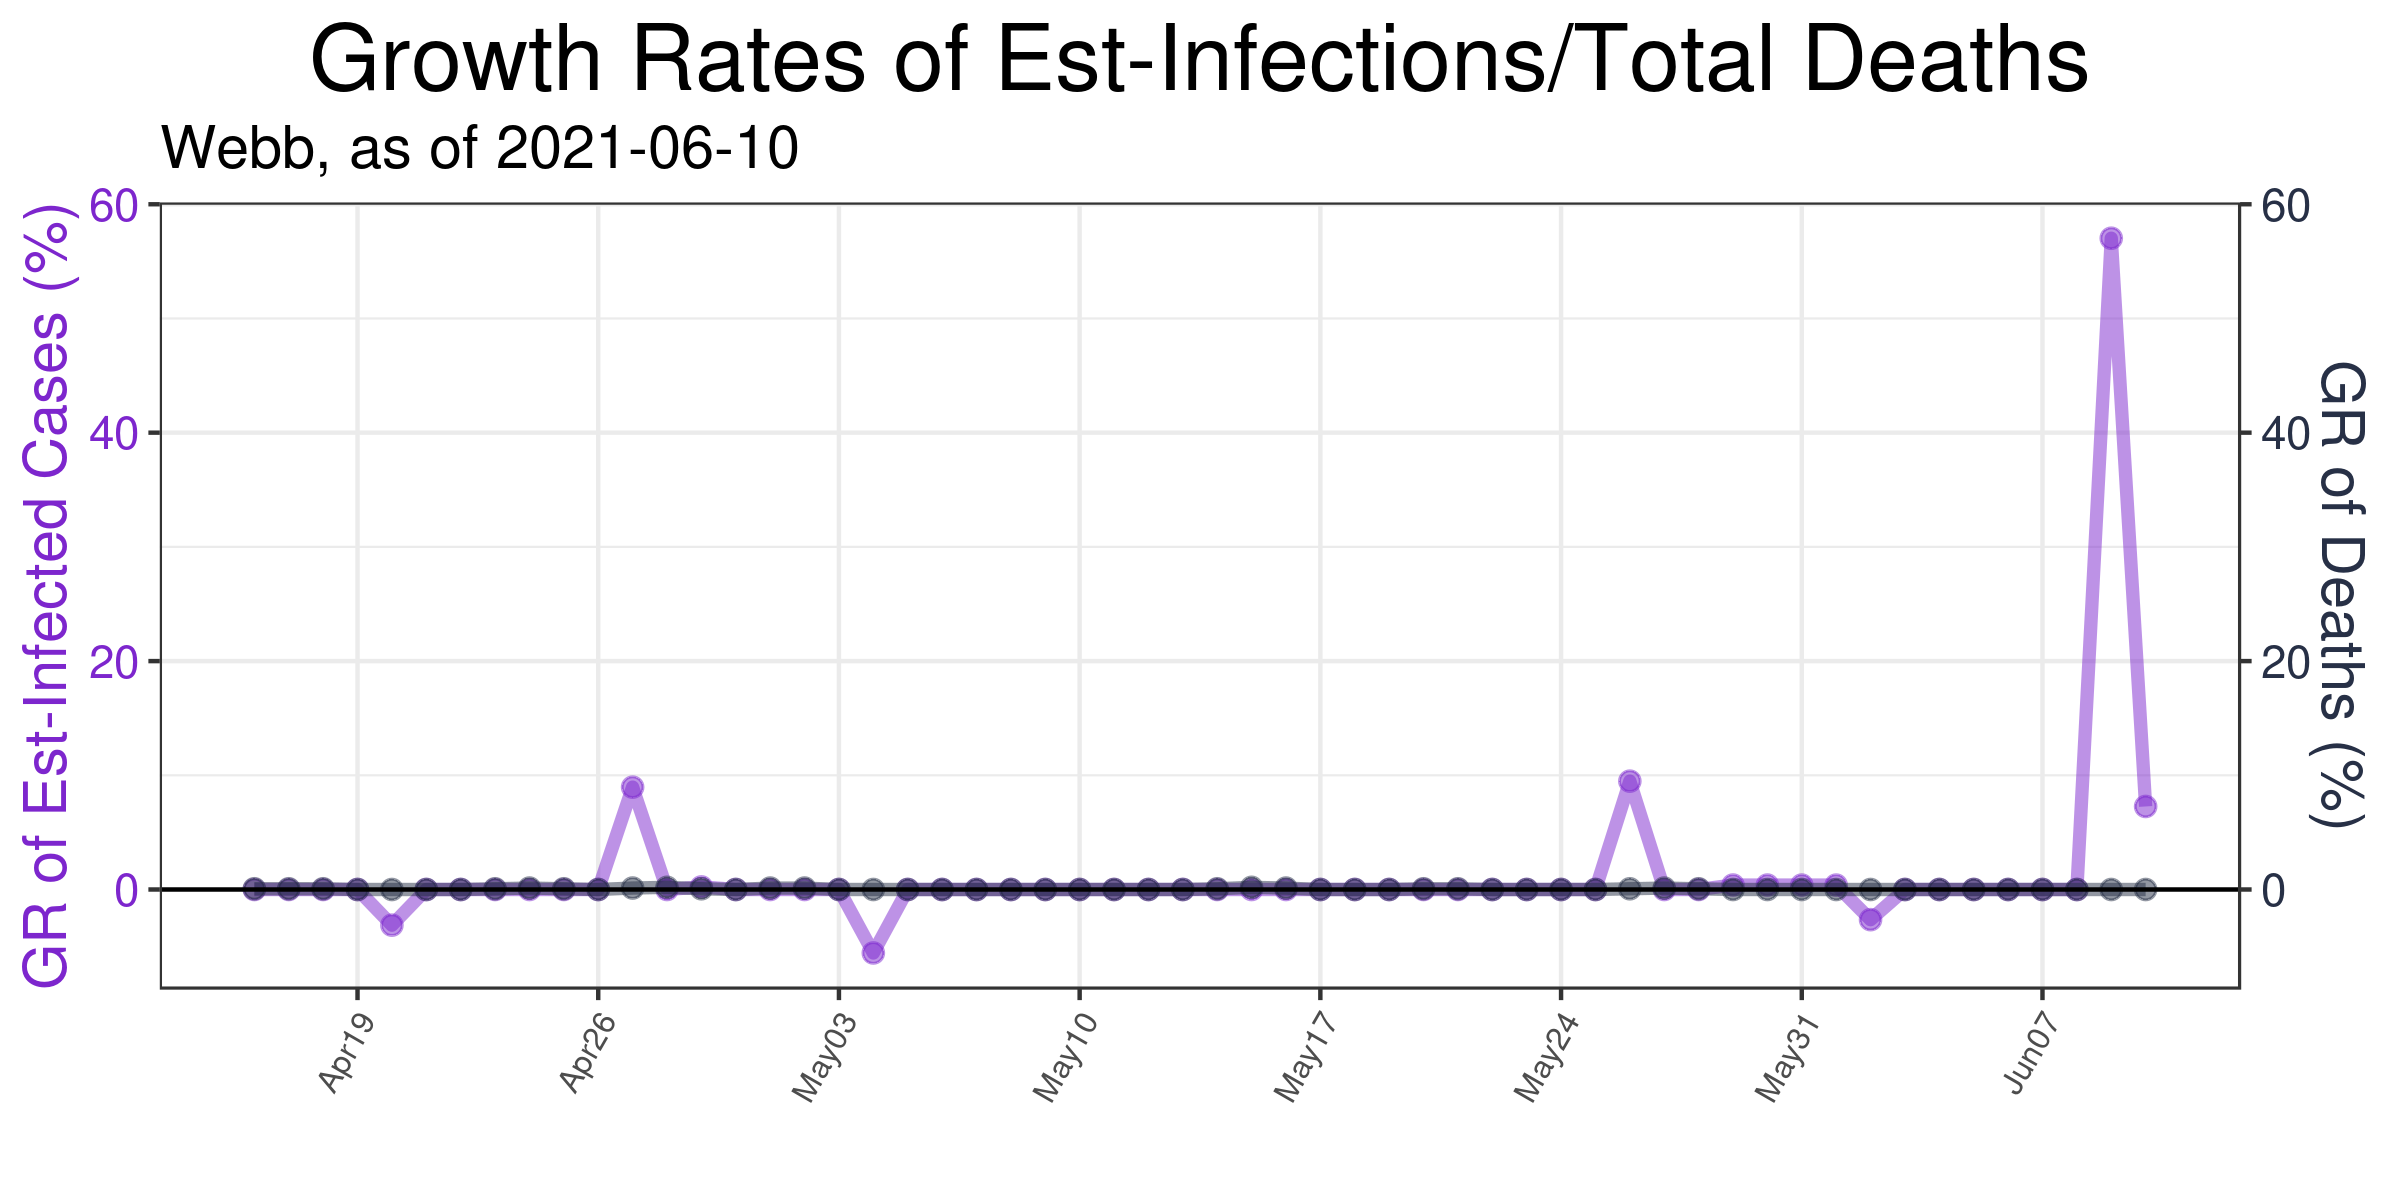 Growth Rates of Est-Infections/Total Deaths
Webb, as of 2021-06-10
GR of Est-Infected Cases (%)
60
40
20
0
60
40
20
0
GR of Deaths (%)
Apr19
Apr26
May03
May10
May17
May24
May31
Jun07